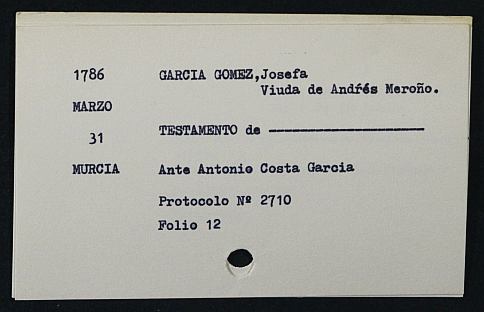 1786 GARCIA GOMEZ, Josefa
Viuda de Andrés Meroño.
MARZO
31 TESTAMENTO de ------------------------
MURCIA Ante Antonio Costa Garcia
Protocolo Nº 2710
Folio 12